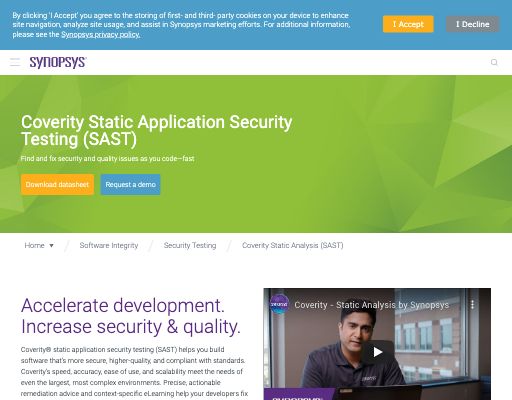 By clicking 'I Accept' you agree to the storing of first- and third- party cookies on your device to enhance
site navigation, analyze site usage, and assist in Synopsys marketing efforts. For additional information,
please see the Synopsys privacy policy.
I Accept
I Decline
SYNOPSYS®
Coverity Static Application Security
Testing (SAST)
Find and fix security and quality issues as you code—fast
Download datasheet
Request a demo
Home
Software Integrity
Security Testing
Coverity Static Analysis (SAST)
Accelerate development.
Increase security & quality.
Coverity® static application security testing (SAST) helps you build
software that's more secure, higher-quality, and compliant with standards.
Coverity's speed, accuracy, ease of use, and scalability meet the needs of
even the largest, most complex environments. Precise, actionable
remediation advice and context-specific eLearning help your developers fix
Coverity - Static Analysis by Synopsys
SYNOPSYS